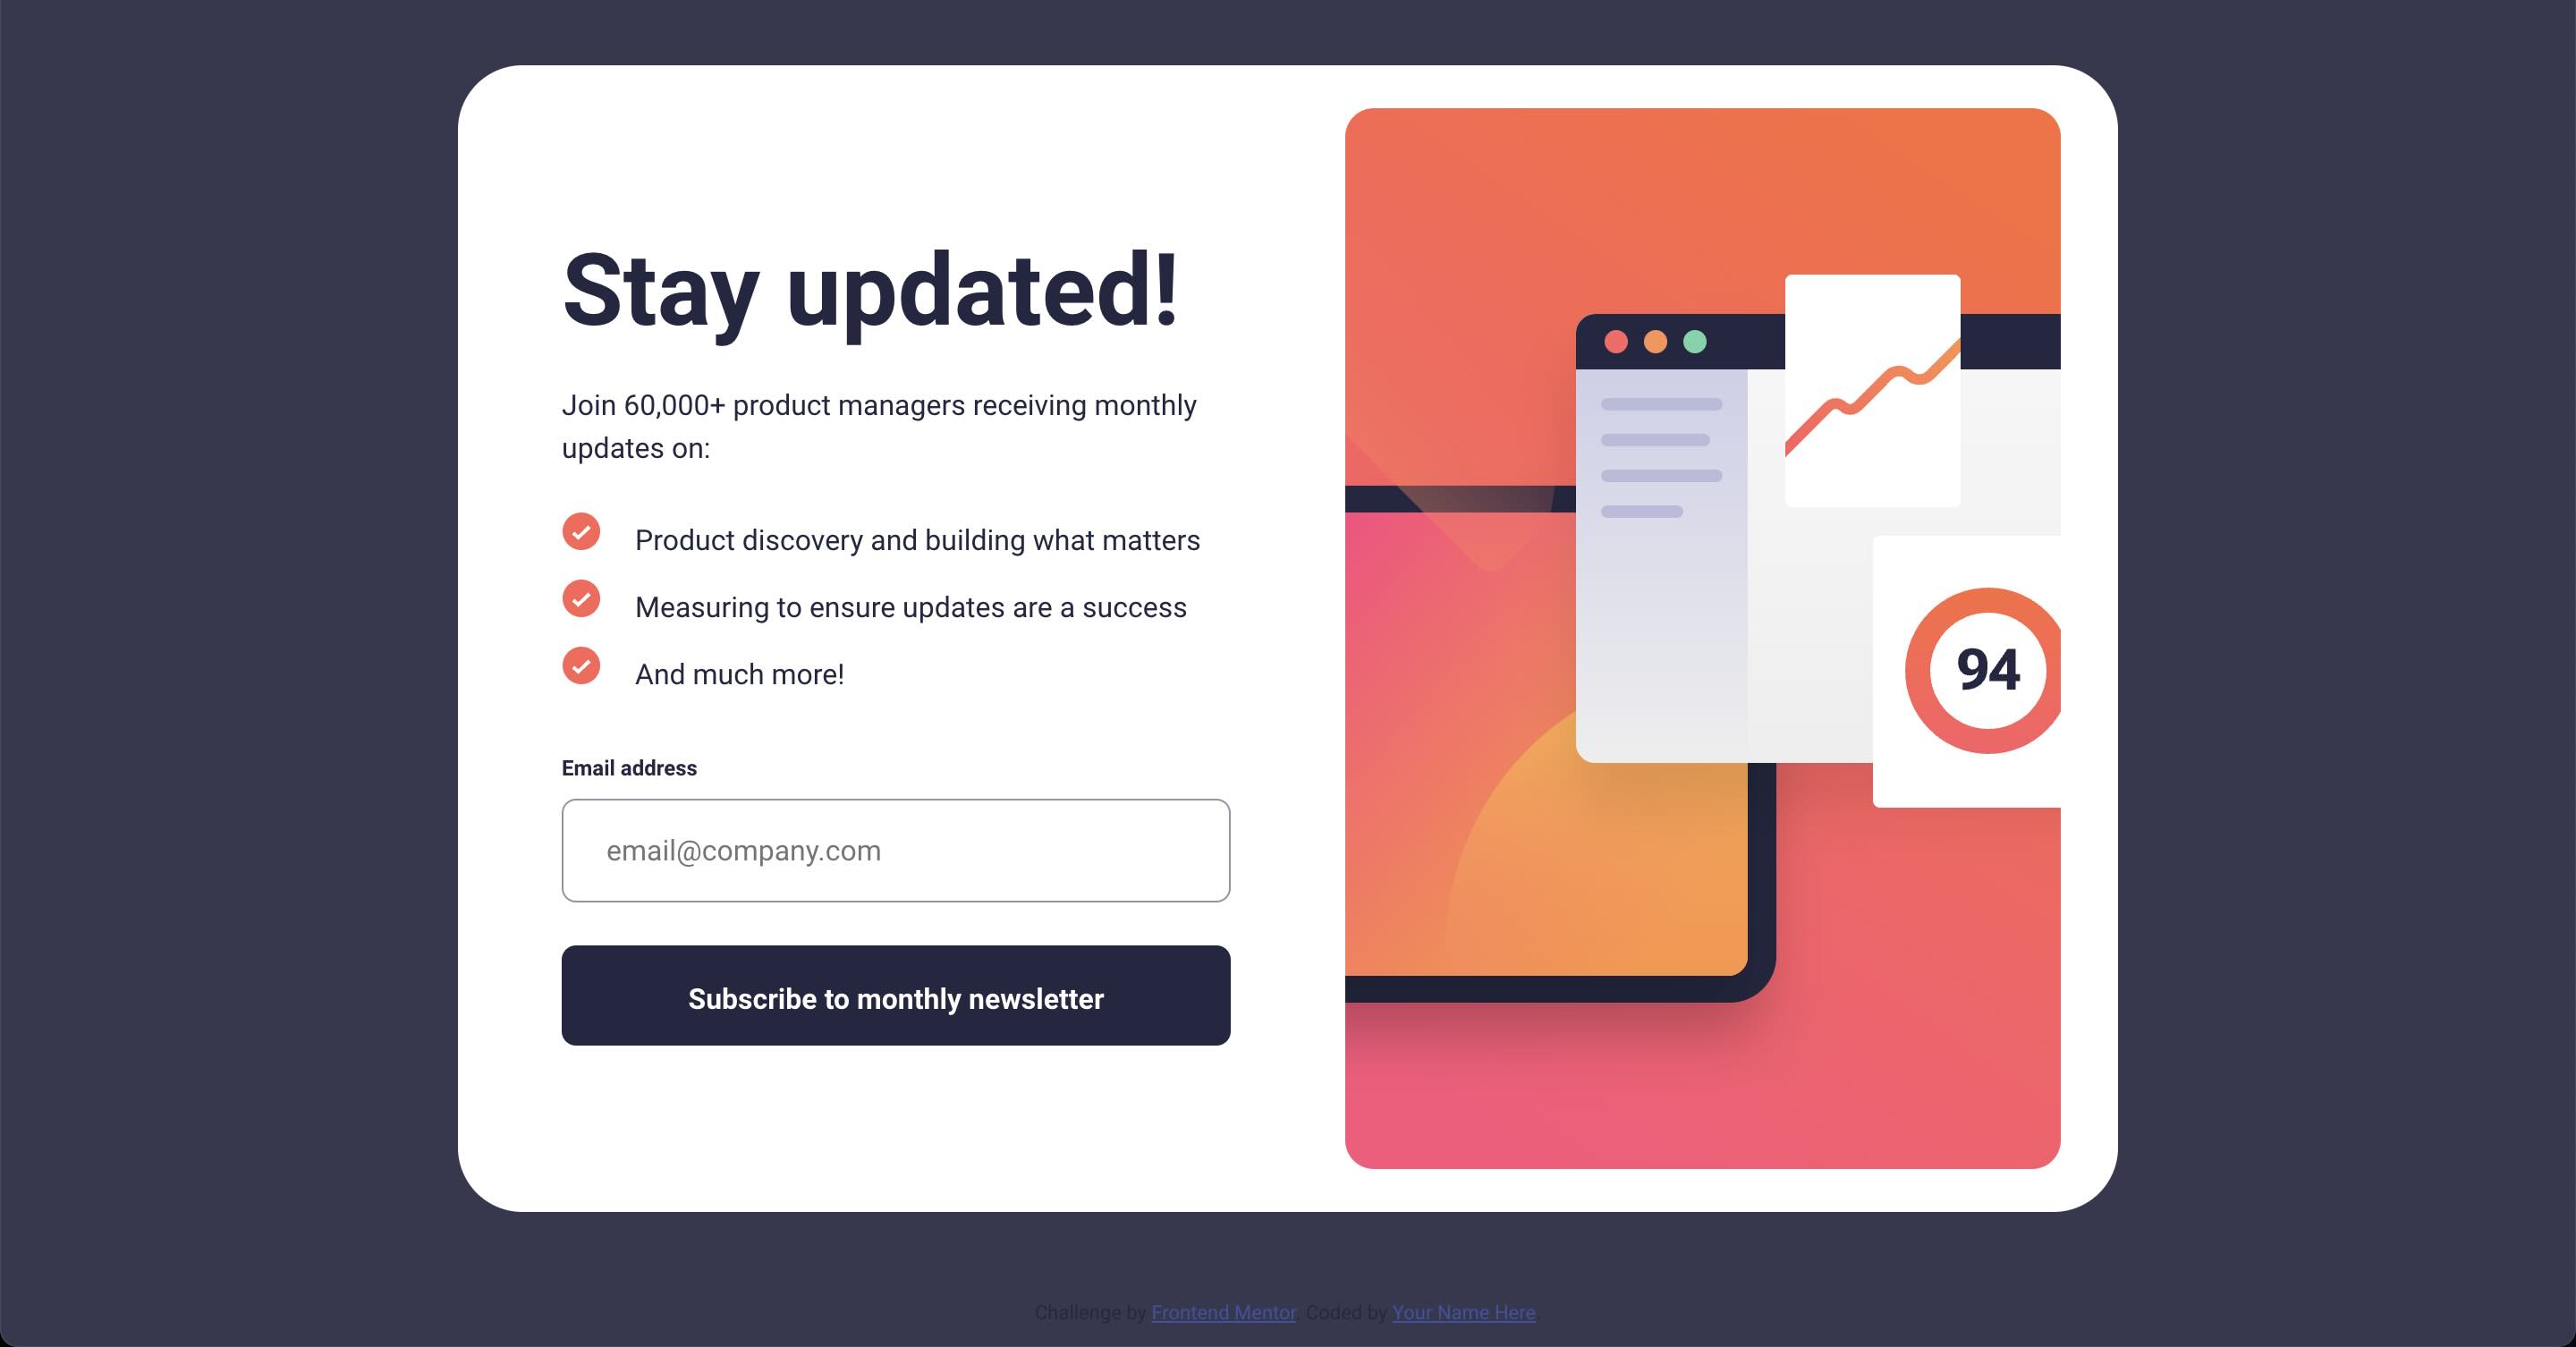 Stay updated!
Join 60,000+ product managers receiving monthly
updates on:
Product discovery and building what matters
Measuring to ensure updates are a success
And much more!
Email address
email@company.com
Subscribe to monthly newsletter
94
Challenge by Frontend Mentor. Coded by Your Name Here.